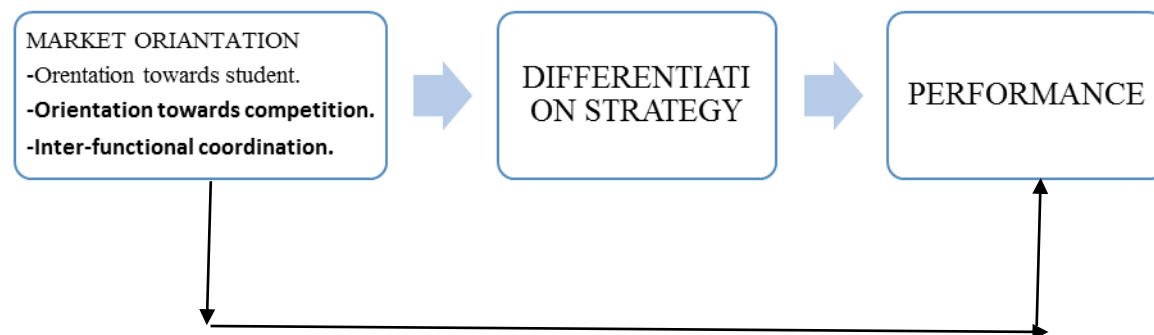 MARKET ORIANTATION
-Orentation towards student.
-Orientation towards competition.
-Inter-functional coordination.
DIFFERENTIATI
ON STRATEGY
PERFORMANCE